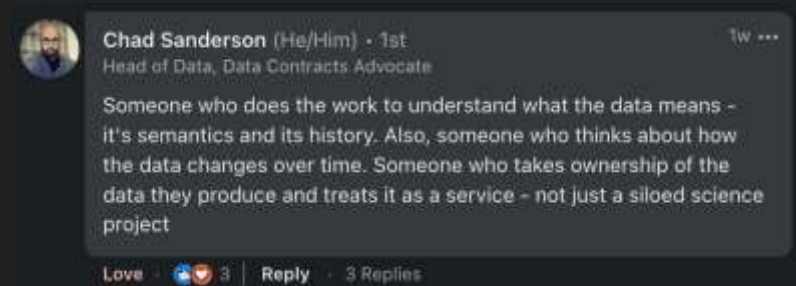 Chad Sanderson (He/Him) • 1st
1w •••
Head of Data, Data Contracts Advocate
Someone who does the work to understand what the data means -
it's semantics and its history. Also, someone who thinks about how
the data changes over time. Someone who takes ownership of the
data they produce and treats it as a service - not just a siloed science
project
Love · 3 | Reply · 3 Replies